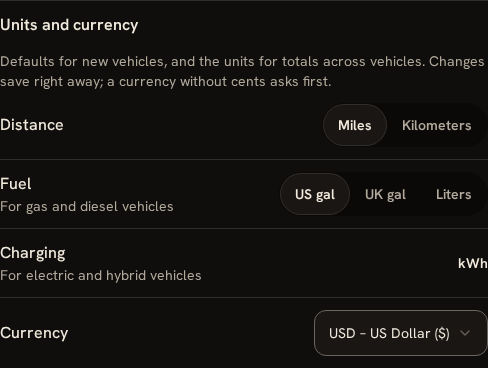 Units and currency
Defaults for new vehicles, and the units for totals across vehicles. Changes
save right away; a currency without cents asks first.
Distance
Miles Kilometers
Fuel
For gas and diesel vehicles
US gal UK gal Liters
Charging
For electric and hybrid vehicles
kWh
Currency
USD – US Dollar ($)